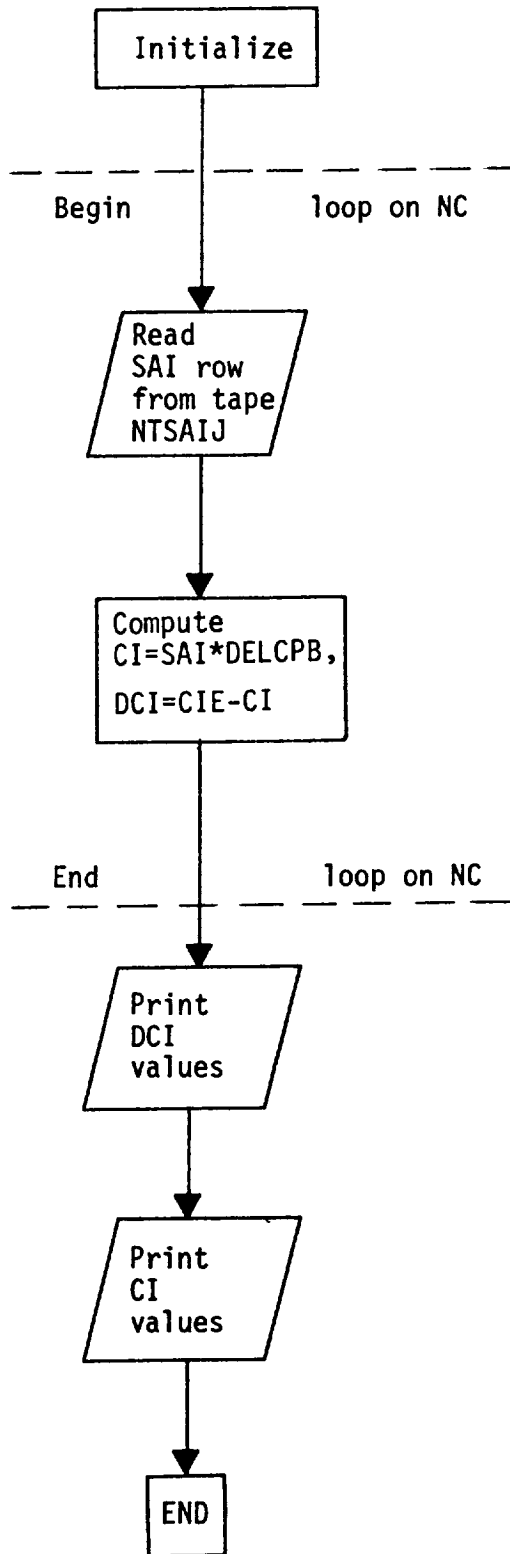 Initialize
Begin loop on NC
Read
SAI row
from tape
NTSAIJ
Compute
CI=SAI*DELCPB,
DCI=CIE-CI
End loop on NC
Print
DCI
values
Print
CI
values
END